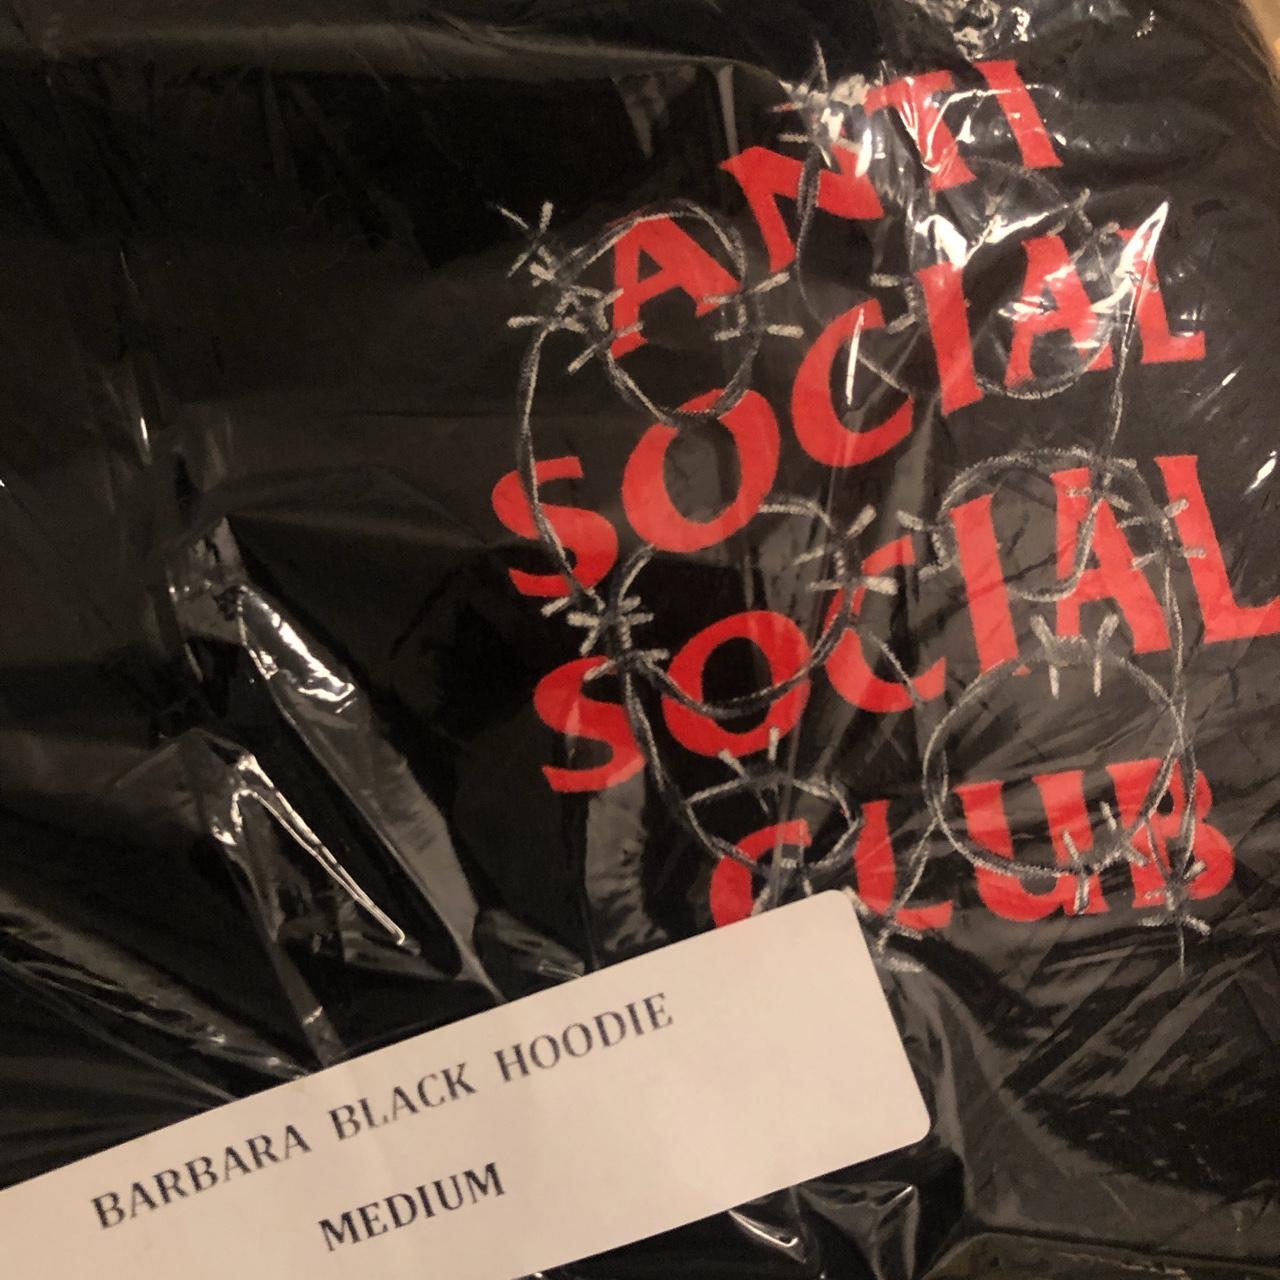 ANTI
SOCIAL
SOCIAL
CLUB
BARBARA BLACK HOODIE
MEDIUM